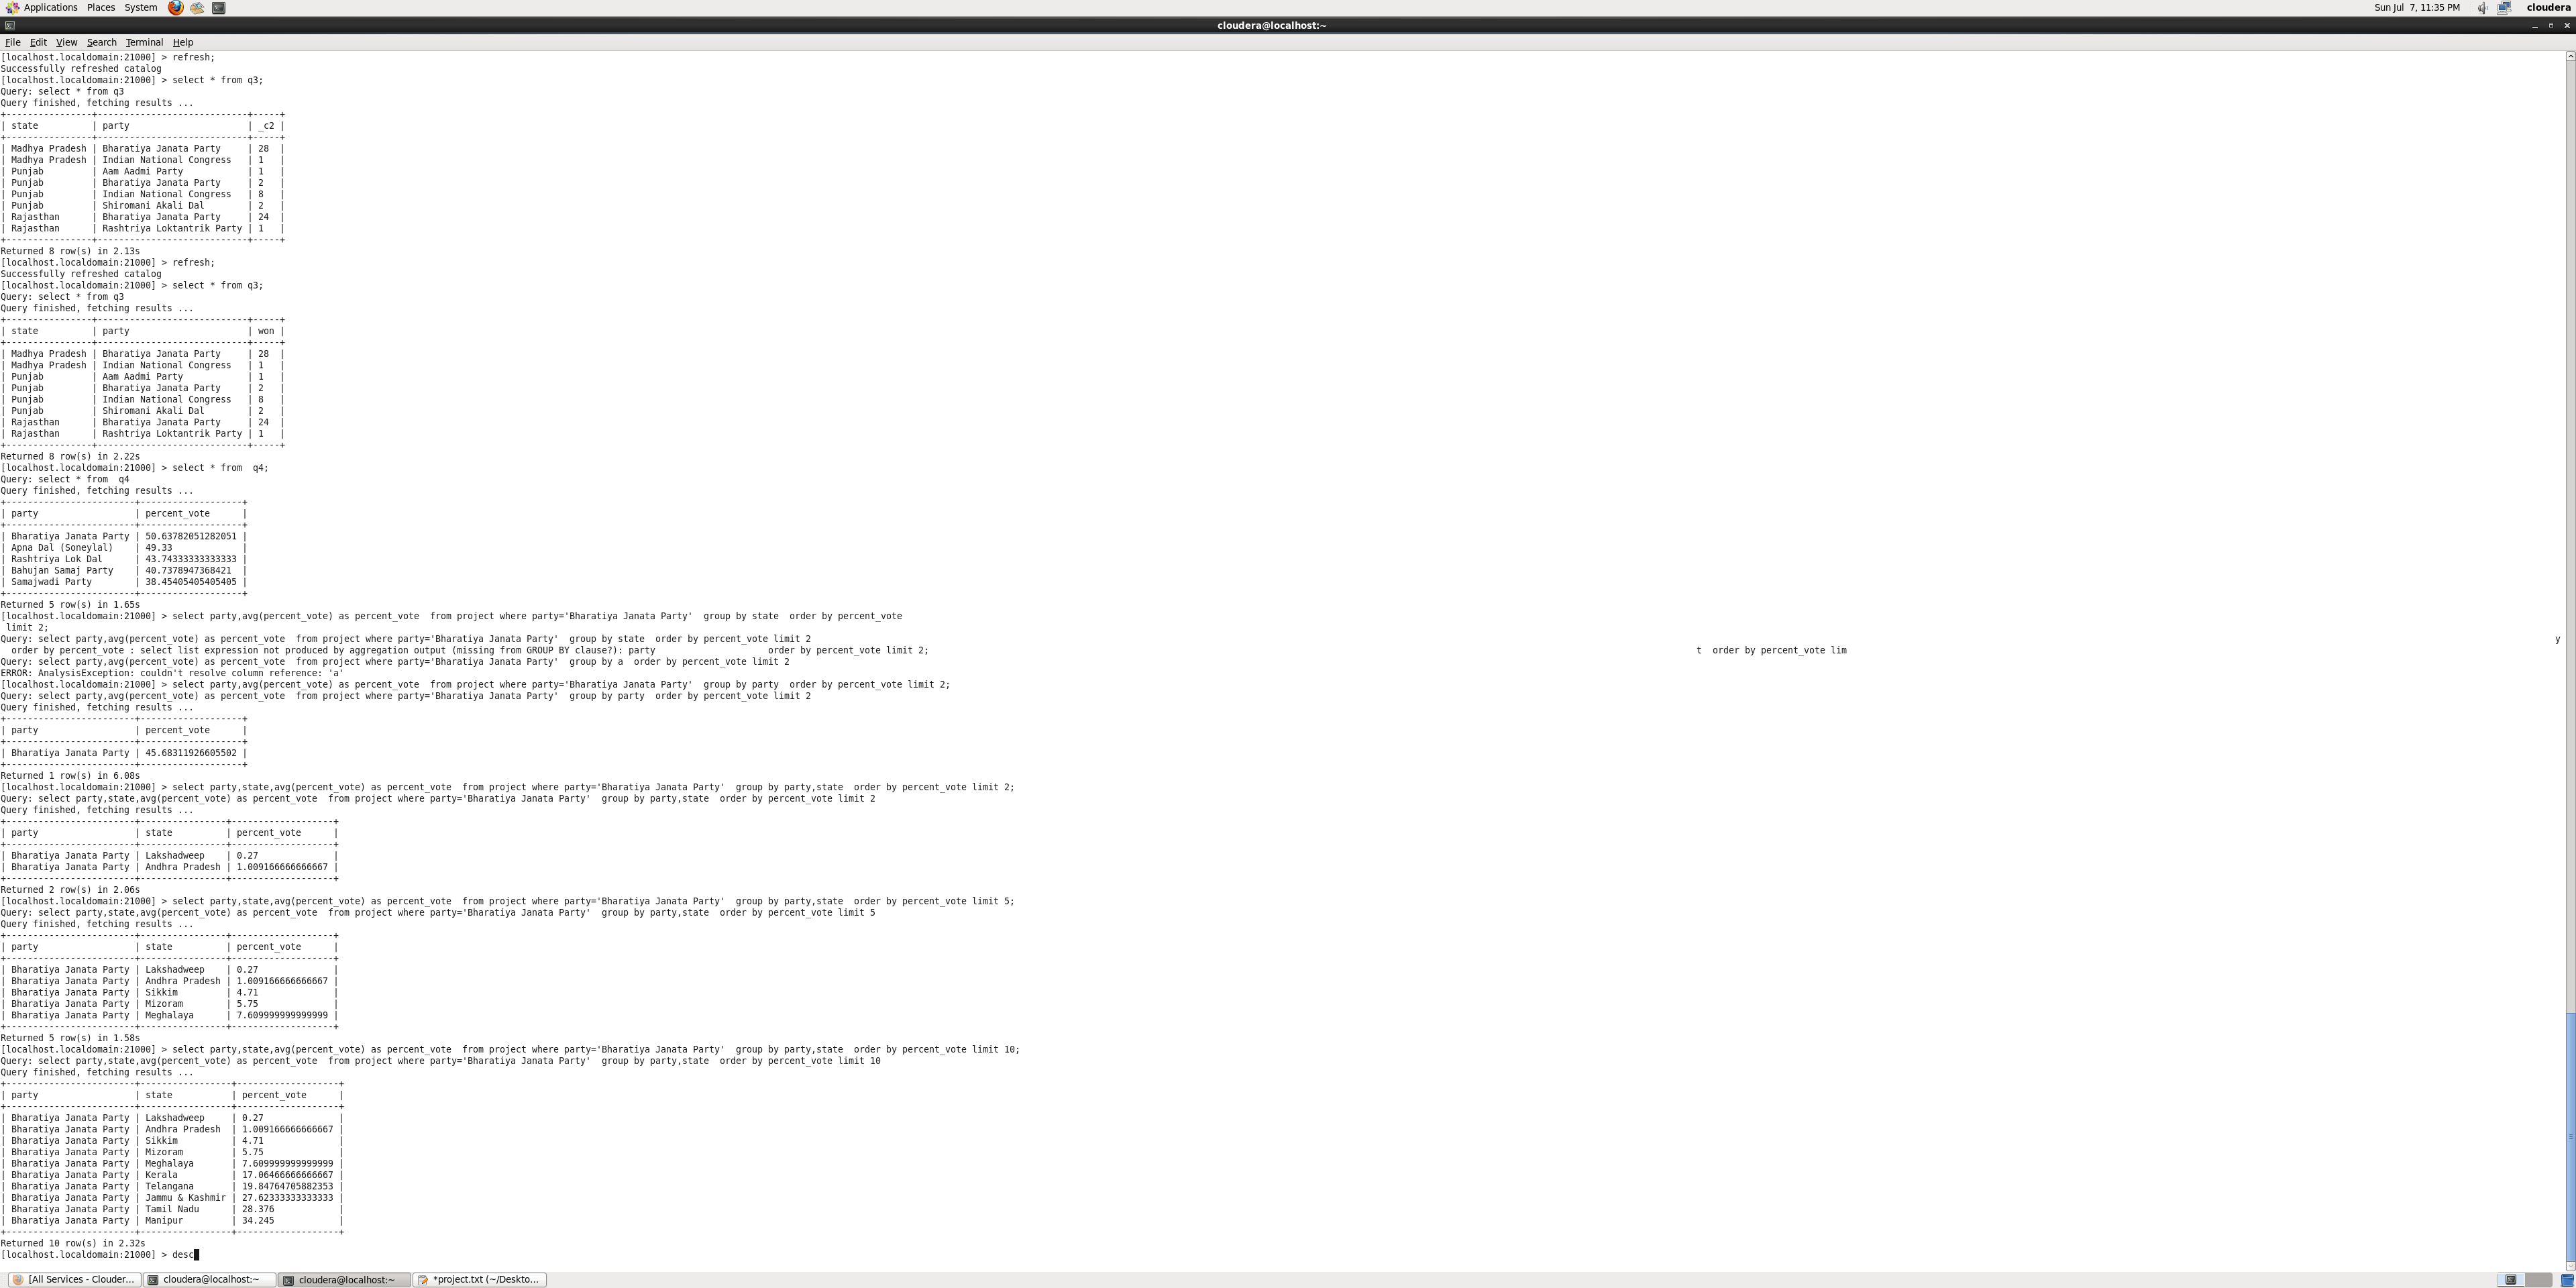 Applications Places System Sun Jul 7, 11:35 PM cloudera
cloudera@localhost:~
File Edit View Search Terminal Help
[localhost.localdomain:21000] > refresh;
Successfully refreshed catalog
[localhost.localdomain:21000] > select * from q3;
Query: select * from q3
Query finished, fetching results ...
+----------------+----------------------------+-----+
| state          | party                      | _c2 |
+----------------+----------------------------+-----+
| Madhya Pradesh | Bharatiya Janata Party     | 28  |
| Madhya Pradesh | Indian National Congress   | 1   |
| Punjab         | Aam Aadmi Party            | 1   |
| Punjab         | Bharatiya Janata Party     | 2   |
| Punjab         | Indian National Congress   | 8   |
| Punjab         | Shiromani Akali Dal        | 2   |
| Rajasthan      | Bharatiya Janata Party     | 24  |
| Rajasthan      | Rashtriya Loktantrik Party | 1   |
+----------------+----------------------------+-----+
Returned 8 row(s) in 2.13s
[localhost.localdomain:21000] > refresh;
Successfully refreshed catalog
[localhost.localdomain:21000] > select * from q3;
Query: select * from q3
Query finished, fetching results ...
+----------------+----------------------------+-----+
| state          | party                      | won |
+----------------+----------------------------+-----+
| Madhya Pradesh | Bharatiya Janata Party     | 28  |
| Madhya Pradesh | Indian National Congress   | 1   |
| Punjab         | Aam Aadmi Party            | 1   |
| Punjab         | Bharatiya Janata Party     | 2   |
| Punjab         | Indian National Congress   | 8   |
| Punjab         | Shiromani Akali Dal        | 2   |
| Rajasthan      | Bharatiya Janata Party     | 24  |
| Rajasthan      | Rashtriya Loktantrik Party | 1   |
+----------------+----------------------------+-----+
Returned 8 row(s) in 2.22s
[localhost.localdomain:21000] > select * from  q4;
Query: select * from  q4
Query finished, fetching results ...
+------------------------+-------------------+
| party                  | percent_vote      |
+------------------------+-------------------+
| Bharatiya Janata Party | 50.63782051282051 |
| Apna Dal (Soneylal)    | 49.33             |
| Rashtriya Lok Dal      | 43.74333333333333 |
| Bahujan Samaj Party    | 40.7378947368421  |
| Samajwadi Party        | 38.45405405405405 |
+------------------------+-------------------+
Returned 5 row(s) in 1.65s
[localhost.localdomain:21000] > select party,avg(percent_vote) as percent_vote  from project where party='Bharatiya Janata Party'  group by state  order by percent_vote
 limit 2;
Query: select party,avg(percent_vote) as percent_vote  from project where party='Bharatiya Janata Party'  group by state  order by percent_vote limit 2 y
  order by percent_vote : select list expression not produced by aggregation output (missing from GROUP BY clause?): party                     order by percent_vote limit 2; t  order by percent_vote lim
Query: select party,avg(percent_vote) as percent_vote  from project where party='Bharatiya Janata Party'  group by a  order by percent_vote limit 2
ERROR: AnalysisException: couldn't resolve column reference: 'a'
[localhost.localdomain:21000] > select party,avg(percent_vote) as percent_vote  from project where party='Bharatiya Janata Party'  group by party  order by percent_vote limit 2;
Query: select party,avg(percent_vote) as percent_vote  from project where party='Bharatiya Janata Party'  group by party  order by percent_vote limit 2
Query finished, fetching results ...
+------------------------+-------------------+
| party                  | percent_vote      |
+------------------------+-------------------+
| Bharatiya Janata Party | 45.68311926605502 |
+------------------------+-------------------+
Returned 1 row(s) in 6.08s
[localhost.localdomain:21000] > select party,state,avg(percent_vote) as percent_vote  from project where party='Bharatiya Janata Party'  group by party,state  order by percent_vote limit 2;
Query: select party,state,avg(percent_vote) as percent_vote  from project where party='Bharatiya Janata Party'  group by party,state  order by percent_vote limit 2
Query finished, fetching results ...
+------------------------+----------------+-------------------+
| party                  | state          | percent_vote      |
+------------------------+----------------+-------------------+
| Bharatiya Janata Party | Lakshadweep    | 0.27              |
| Bharatiya Janata Party | Andhra Pradesh | 1.009166666666667 |
+------------------------+----------------+-------------------+
Returned 2 row(s) in 2.06s
[localhost.localdomain:21000] > select party,state,avg(percent_vote) as percent_vote  from project where party='Bharatiya Janata Party'  group by party,state  order by percent_vote limit 5;
Query: select party,state,avg(percent_vote) as percent_vote  from project where party='Bharatiya Janata Party'  group by party,state  order by percent_vote limit 5
Query finished, fetching results ...
+------------------------+----------------+-------------------+
| party                  | state          | percent_vote      |
+------------------------+----------------+-------------------+
| Bharatiya Janata Party | Lakshadweep    | 0.27              |
| Bharatiya Janata Party | Andhra Pradesh | 1.009166666666667 |
| Bharatiya Janata Party | Sikkim         | 4.71              |
| Bharatiya Janata Party | Mizoram        | 5.75              |
| Bharatiya Janata Party | Meghalaya      | 7.609999999999999 |
+------------------------+----------------+-------------------+
Returned 5 row(s) in 1.58s
[localhost.localdomain:21000] > select party,state,avg(percent_vote) as percent_vote  from project where party='Bharatiya Janata Party'  group by party,state  order by percent_vote limit 10;
Query: select party,state,avg(percent_vote) as percent_vote  from project where party='Bharatiya Janata Party'  group by party,state  order by percent_vote limit 10
Query finished, fetching results ...
+------------------------+-----------------+-------------------+
| party                  | state           | percent_vote      |
+------------------------+-----------------+-------------------+
| Bharatiya Janata Party | Lakshadweep     | 0.27              |
| Bharatiya Janata Party | Andhra Pradesh  | 1.009166666666667 |
| Bharatiya Janata Party | Sikkim          | 4.71              |
| Bharatiya Janata Party | Mizoram         | 5.75              |
| Bharatiya Janata Party | Meghalaya       | 7.609999999999999 |
| Bharatiya Janata Party | Kerala          | 17.06466666666667 |
| Bharatiya Janata Party | Telangana       | 19.84764705882353 |
| Bharatiya Janata Party | Jammu & Kashmir | 27.62333333333333 |
| Bharatiya Janata Party | Tamil Nadu      | 28.376            |
| Bharatiya Janata Party | Manipur         | 34.245            |
+------------------------+-----------------+-------------------+
Returned 10 row(s) in 2.32s
[localhost.localdomain:21000] > desc
[All Services - Clouder... cloudera@localhost:~ cloudera@localhost:~ *project.txt (~/Deskto...